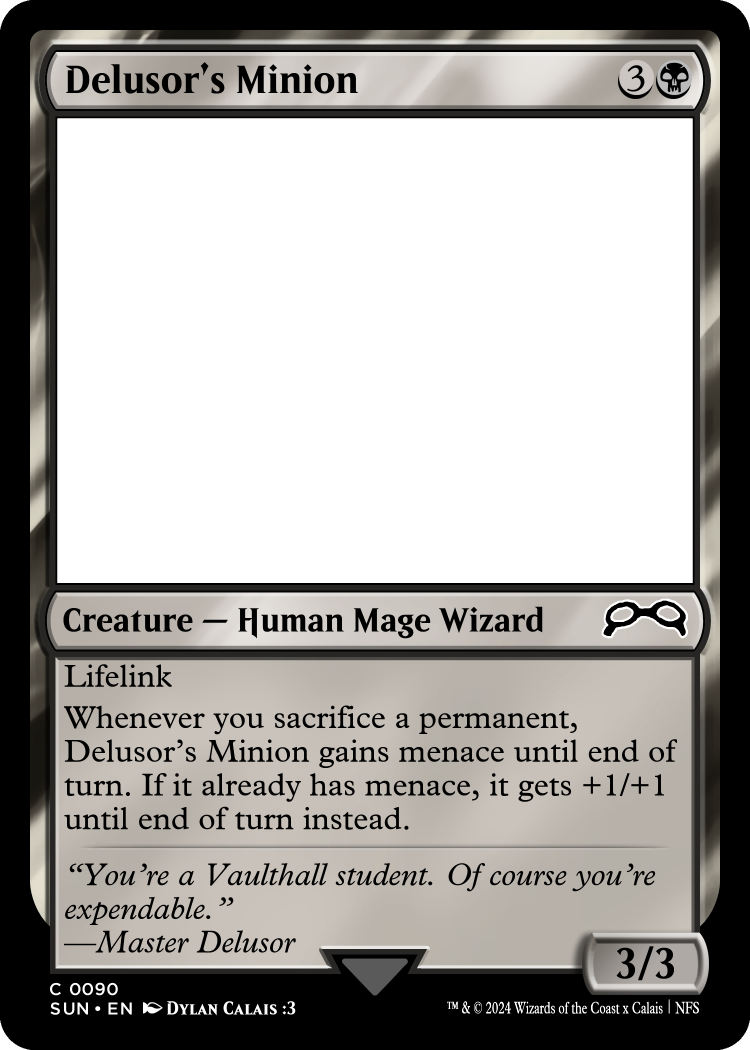 Delusor's Minion 3
Creature — Human Mage Wizard
Lifelink
Whenever you sacrifice a permanent,
Delusor's Minion gains menace until end of
turn. If it already has menace, it gets +1/+1
until end of turn instead.
“You're a Vaulthall student. Of course you're
expendable.”
—Master Delusor
3/3
C 0090
SUN • EN Dylan Calais :3
™ & © 2024 Wizards of the Coast x Calais | NFS